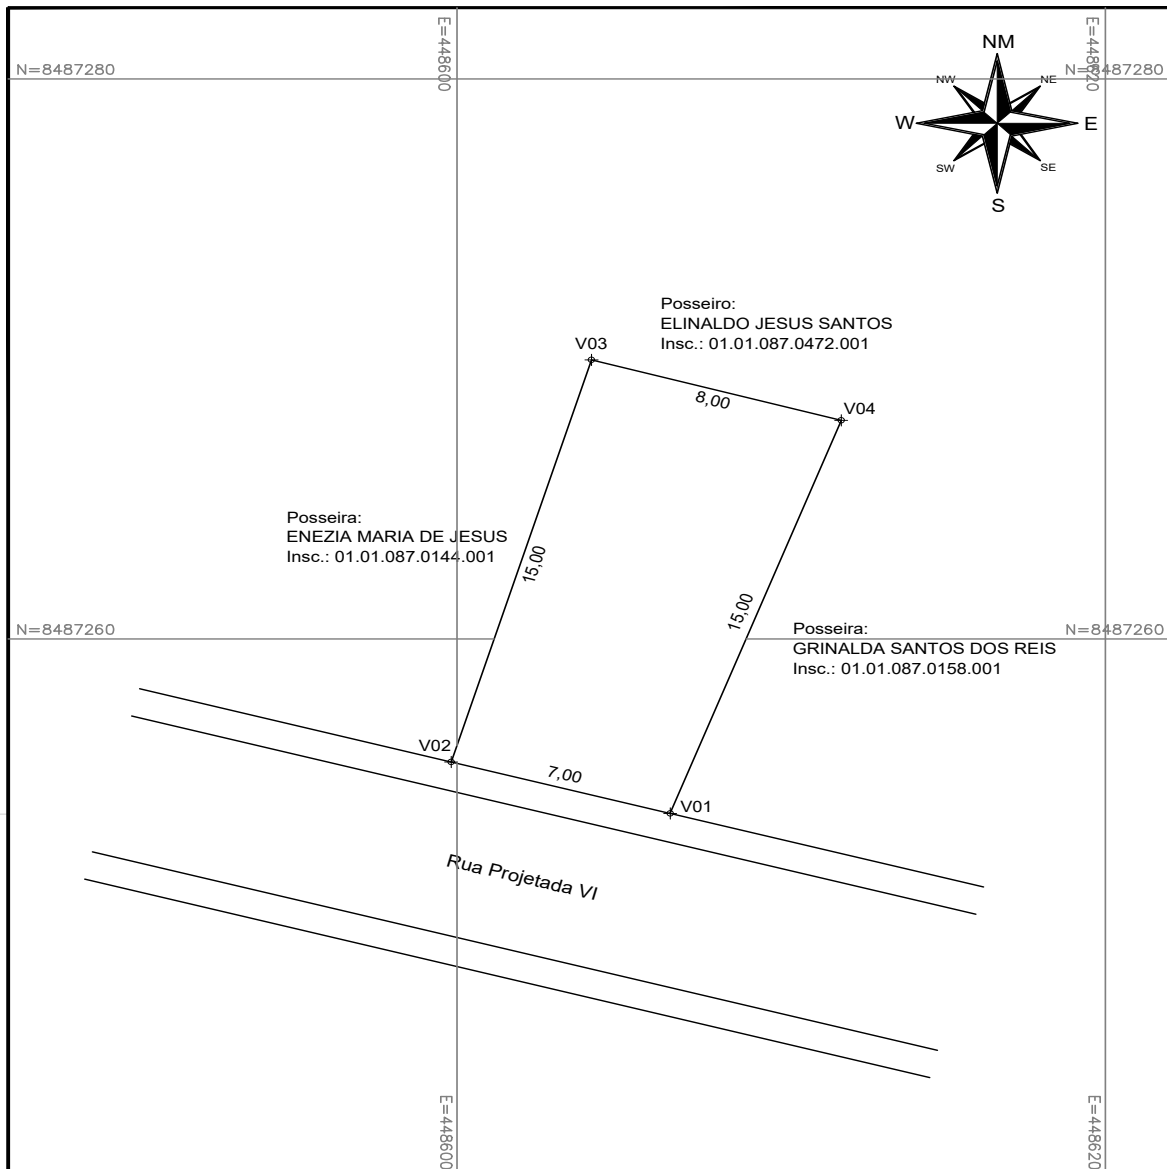 E=448600
E=448620
N=8487280
N=8487280
NM
NW
NE
W
E
SW
SE
S
Posseiro:
ELINALDO JESUS SANTOS
Insc.: 01.01.087.0472.001
V03
8,00
V04
Posseira:
ENEZIA MARIA DE JESUS
Insc.: 01.01.087.0144.001
15,00
15,00
N=8487260
N=8487260
Posseira:
GRINALDA SANTOS DOS REIS
Insc.: 01.01.087.0158.001
V02
7,00
V01
Rua Projetada VI
E=448600
E=448620